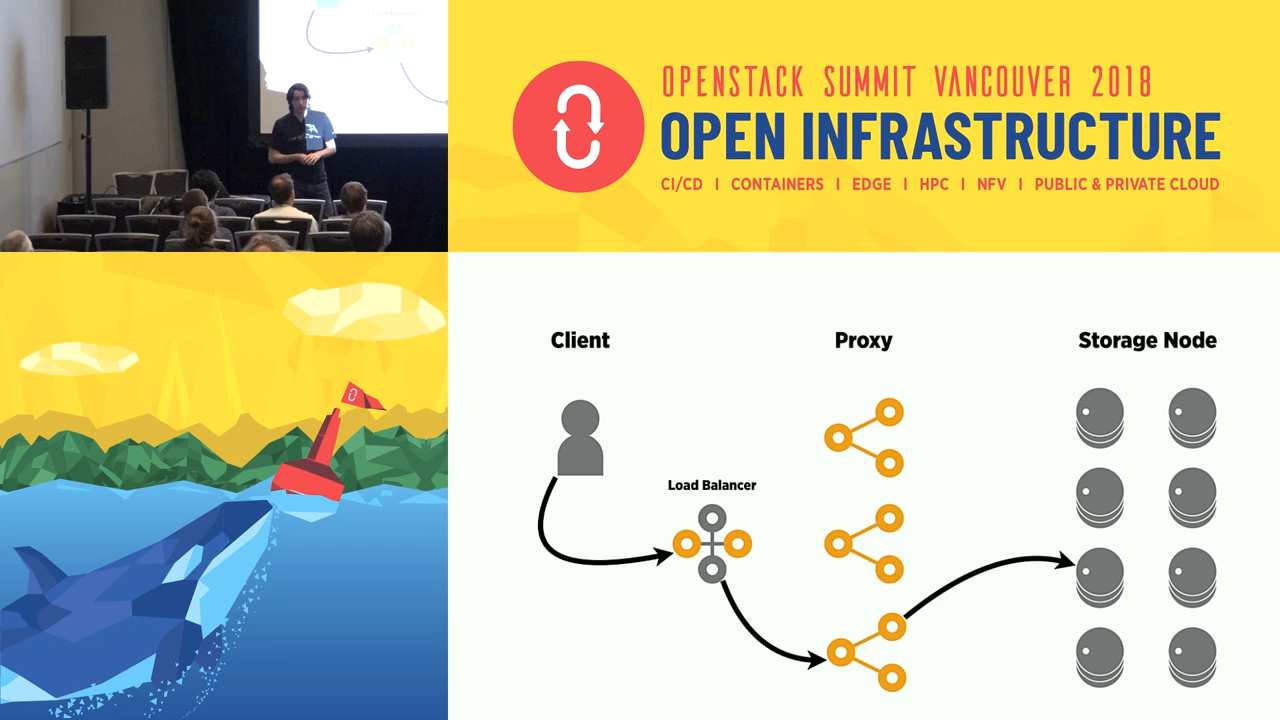 OPENSTACK SUMMIT VANCOUVER 2018
OPEN INFRASTRUCTURE
CI/CD | CONTAINERS | EDGE | HPC | NFV | PUBLIC & PRIVATE CLOUD
Client
Proxy
Storage Node
Load Balancer